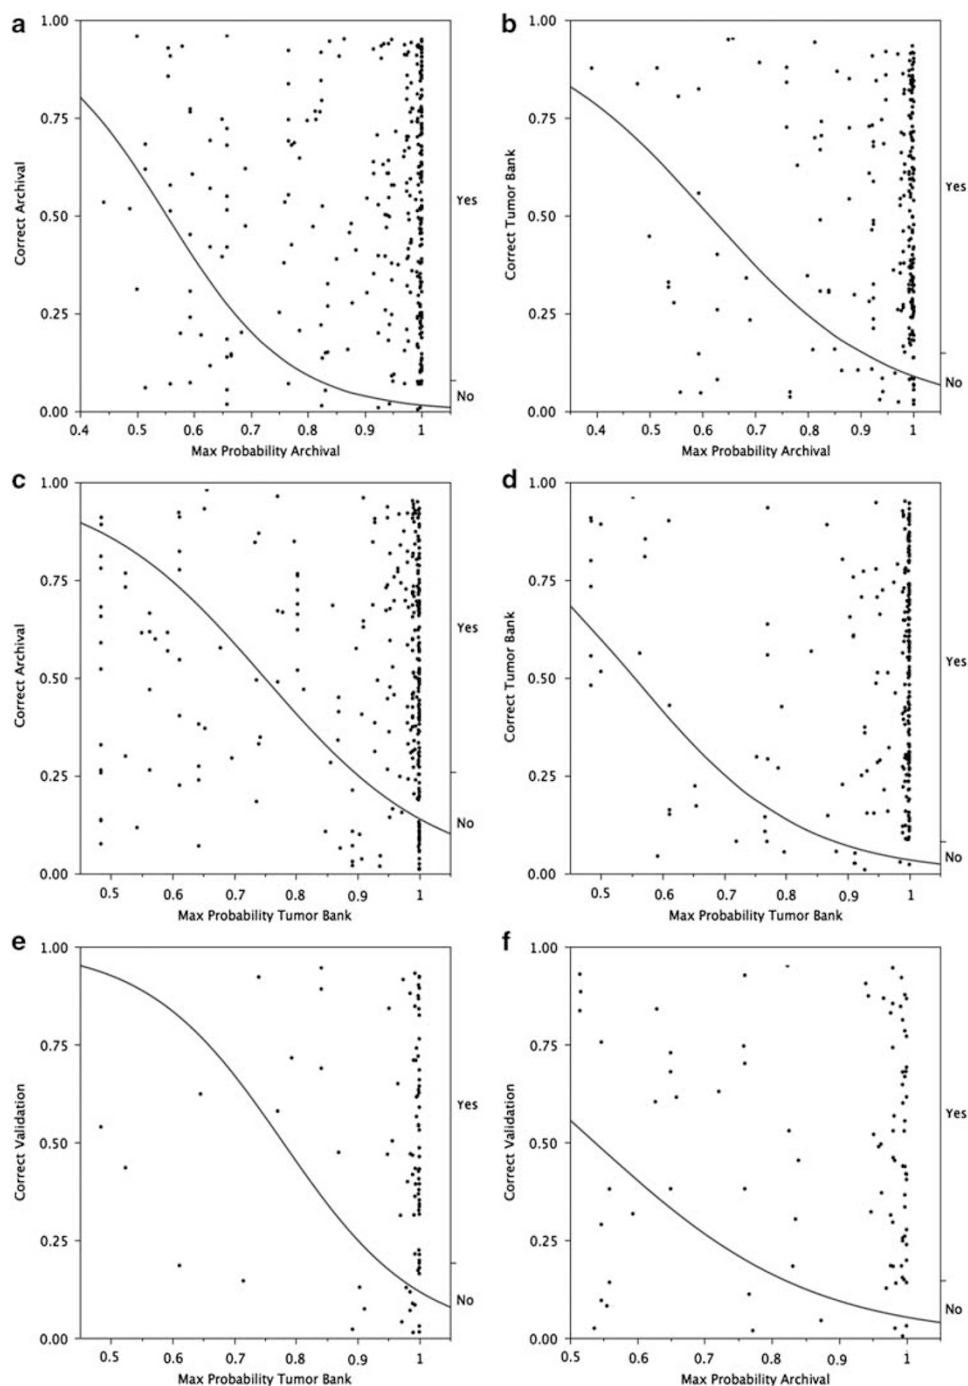 a
1.00
0.75
0.50
0.25
0.00
Correct Archival
Yes
No
0.4 0.5 0.6 0.7 0.8 0.9 1
Max Probability Archival
b
1.00
0.75
0.50
0.25
0.00
Correct Tumor Bank
Yes
No
0.4 0.5 0.6 0.7 0.8 0.9 1
Max Probability Archival
c
1.00
0.75
0.50
0.25
0.00
Correct Archival
Yes
No
0.5 0.6 0.7 0.8 0.9 1
Max Probability Tumor Bank
d
1.00
0.75
0.50
0.25
0.00
Correct Tumor Bank
Yes
No
0.5 0.6 0.7 0.8 0.9 1
Max Probability Tumor Bank
e
1.00
0.75
0.50
0.25
0.00
Correct Validation
Yes
No
0.5 0.6 0.7 0.8 0.9 1
Max Probability Tumor Bank
f
1.00
0.75
0.50
0.25
0.00
Correct Validation
Yes
No
0.5 0.6 0.7 0.8 0.9 1
Max Probability Archival